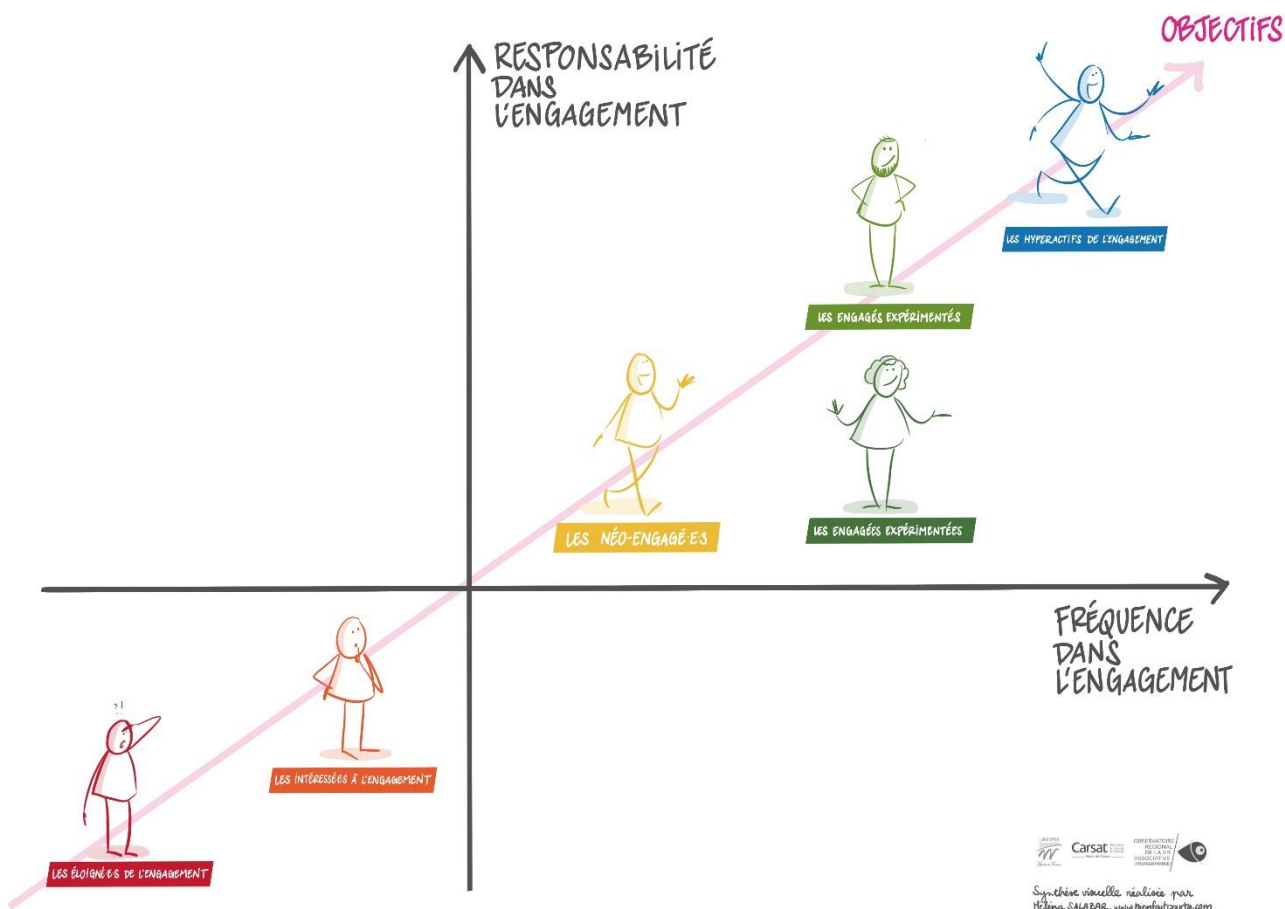 OBJECTIFS
RESPONSABILITÉ
DANS
L'ENGAGEMENT
LES HYPERACTIFS DE L'ENGAGEMENT
LES ENGAGÉS EXPÉRIMENTÉS
LES NÉO-ENGAGÉ·E·S
LES ENGAGÉES EXPÉRIMENTÉES
FRÉQUENCE
DANS
L'ENGAGEMENT
?!
LES INTÉRESSÉES À L'ENGAGEMENT
LES ÉLOIGNÉ·E·S DE L'ENGAGEMENT
Carsat
OBSERVATOIRE
RÉGIONAL
DE LA VIE
ASSOCIATIVE
Synthèse visuelle réalisée par
Héléna SALAZAR